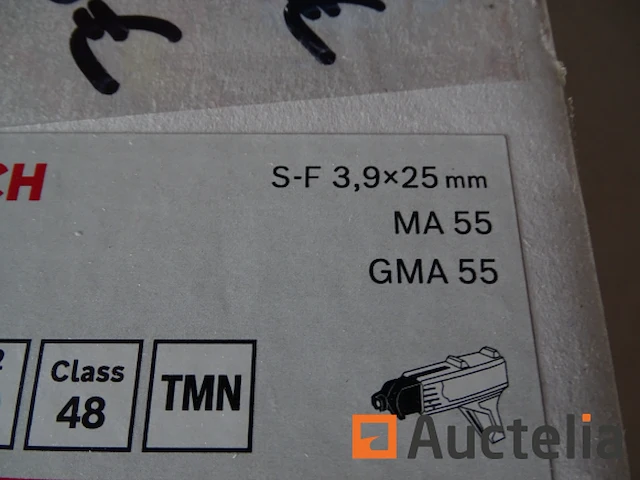 CH
S-F 3,9×25 mm
MA 55
GMA 55
Class
48
TMN
Auctelia